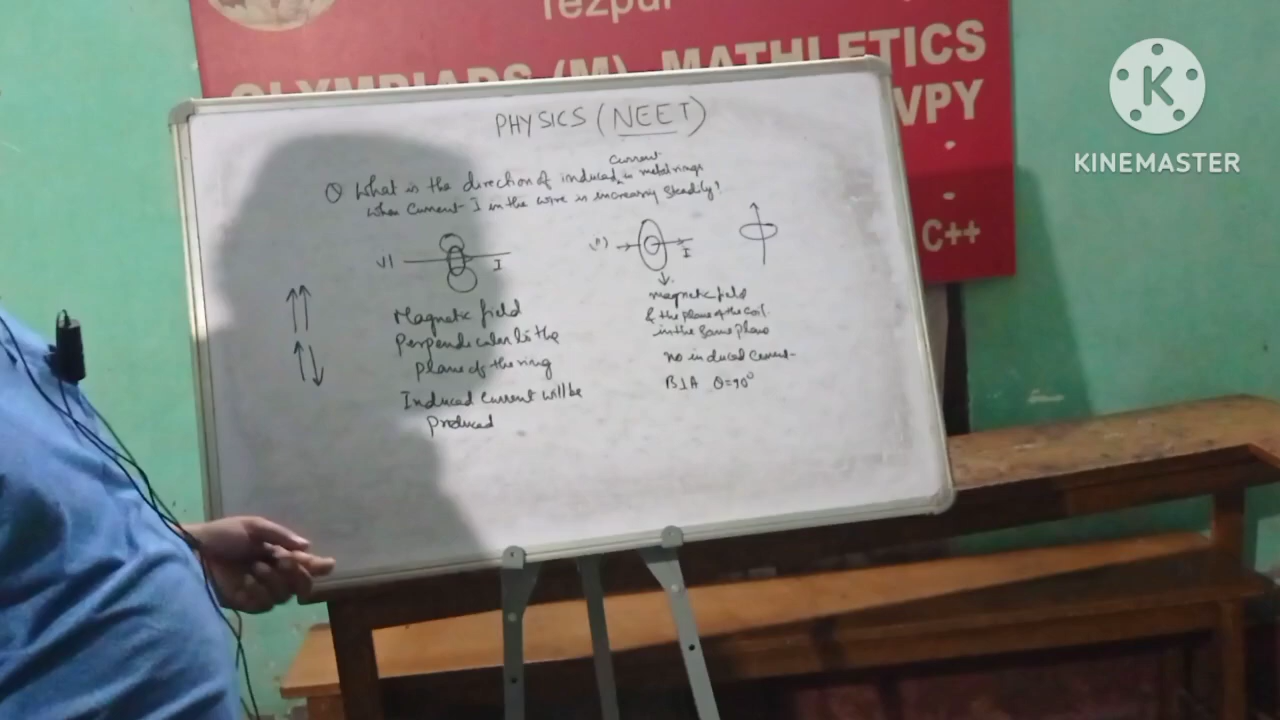 Tezpur
OLYMPIADS (M), MATHLETICS
VPY
C++
KINEMASTER
PHYSICS (NEET)
Current
Q What is the direction of induced in metal rings
when current I in the wire is increasing steadily?
I
Magnetic field
Perpendicular to the
plane of the ring
Induced current will be
produced
I
magnetic field
& the plane of the coil
in the same plane
no induced current
B⊥A θ=90°